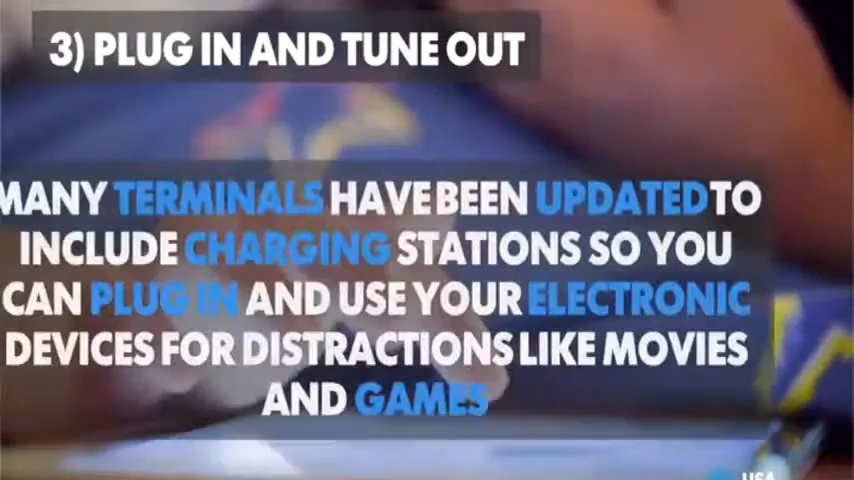 3) PLUG IN AND TUNE OUT
MANY TERMINALS HAVE BEEN UPDATED TO
INCLUDE CHARGING STATIONS SO YOU
CAN PLUG IN AND USE YOUR ELECTRONIC
DEVICES FOR DISTRACTIONS LIKE MOVIES
AND GAMES
USA